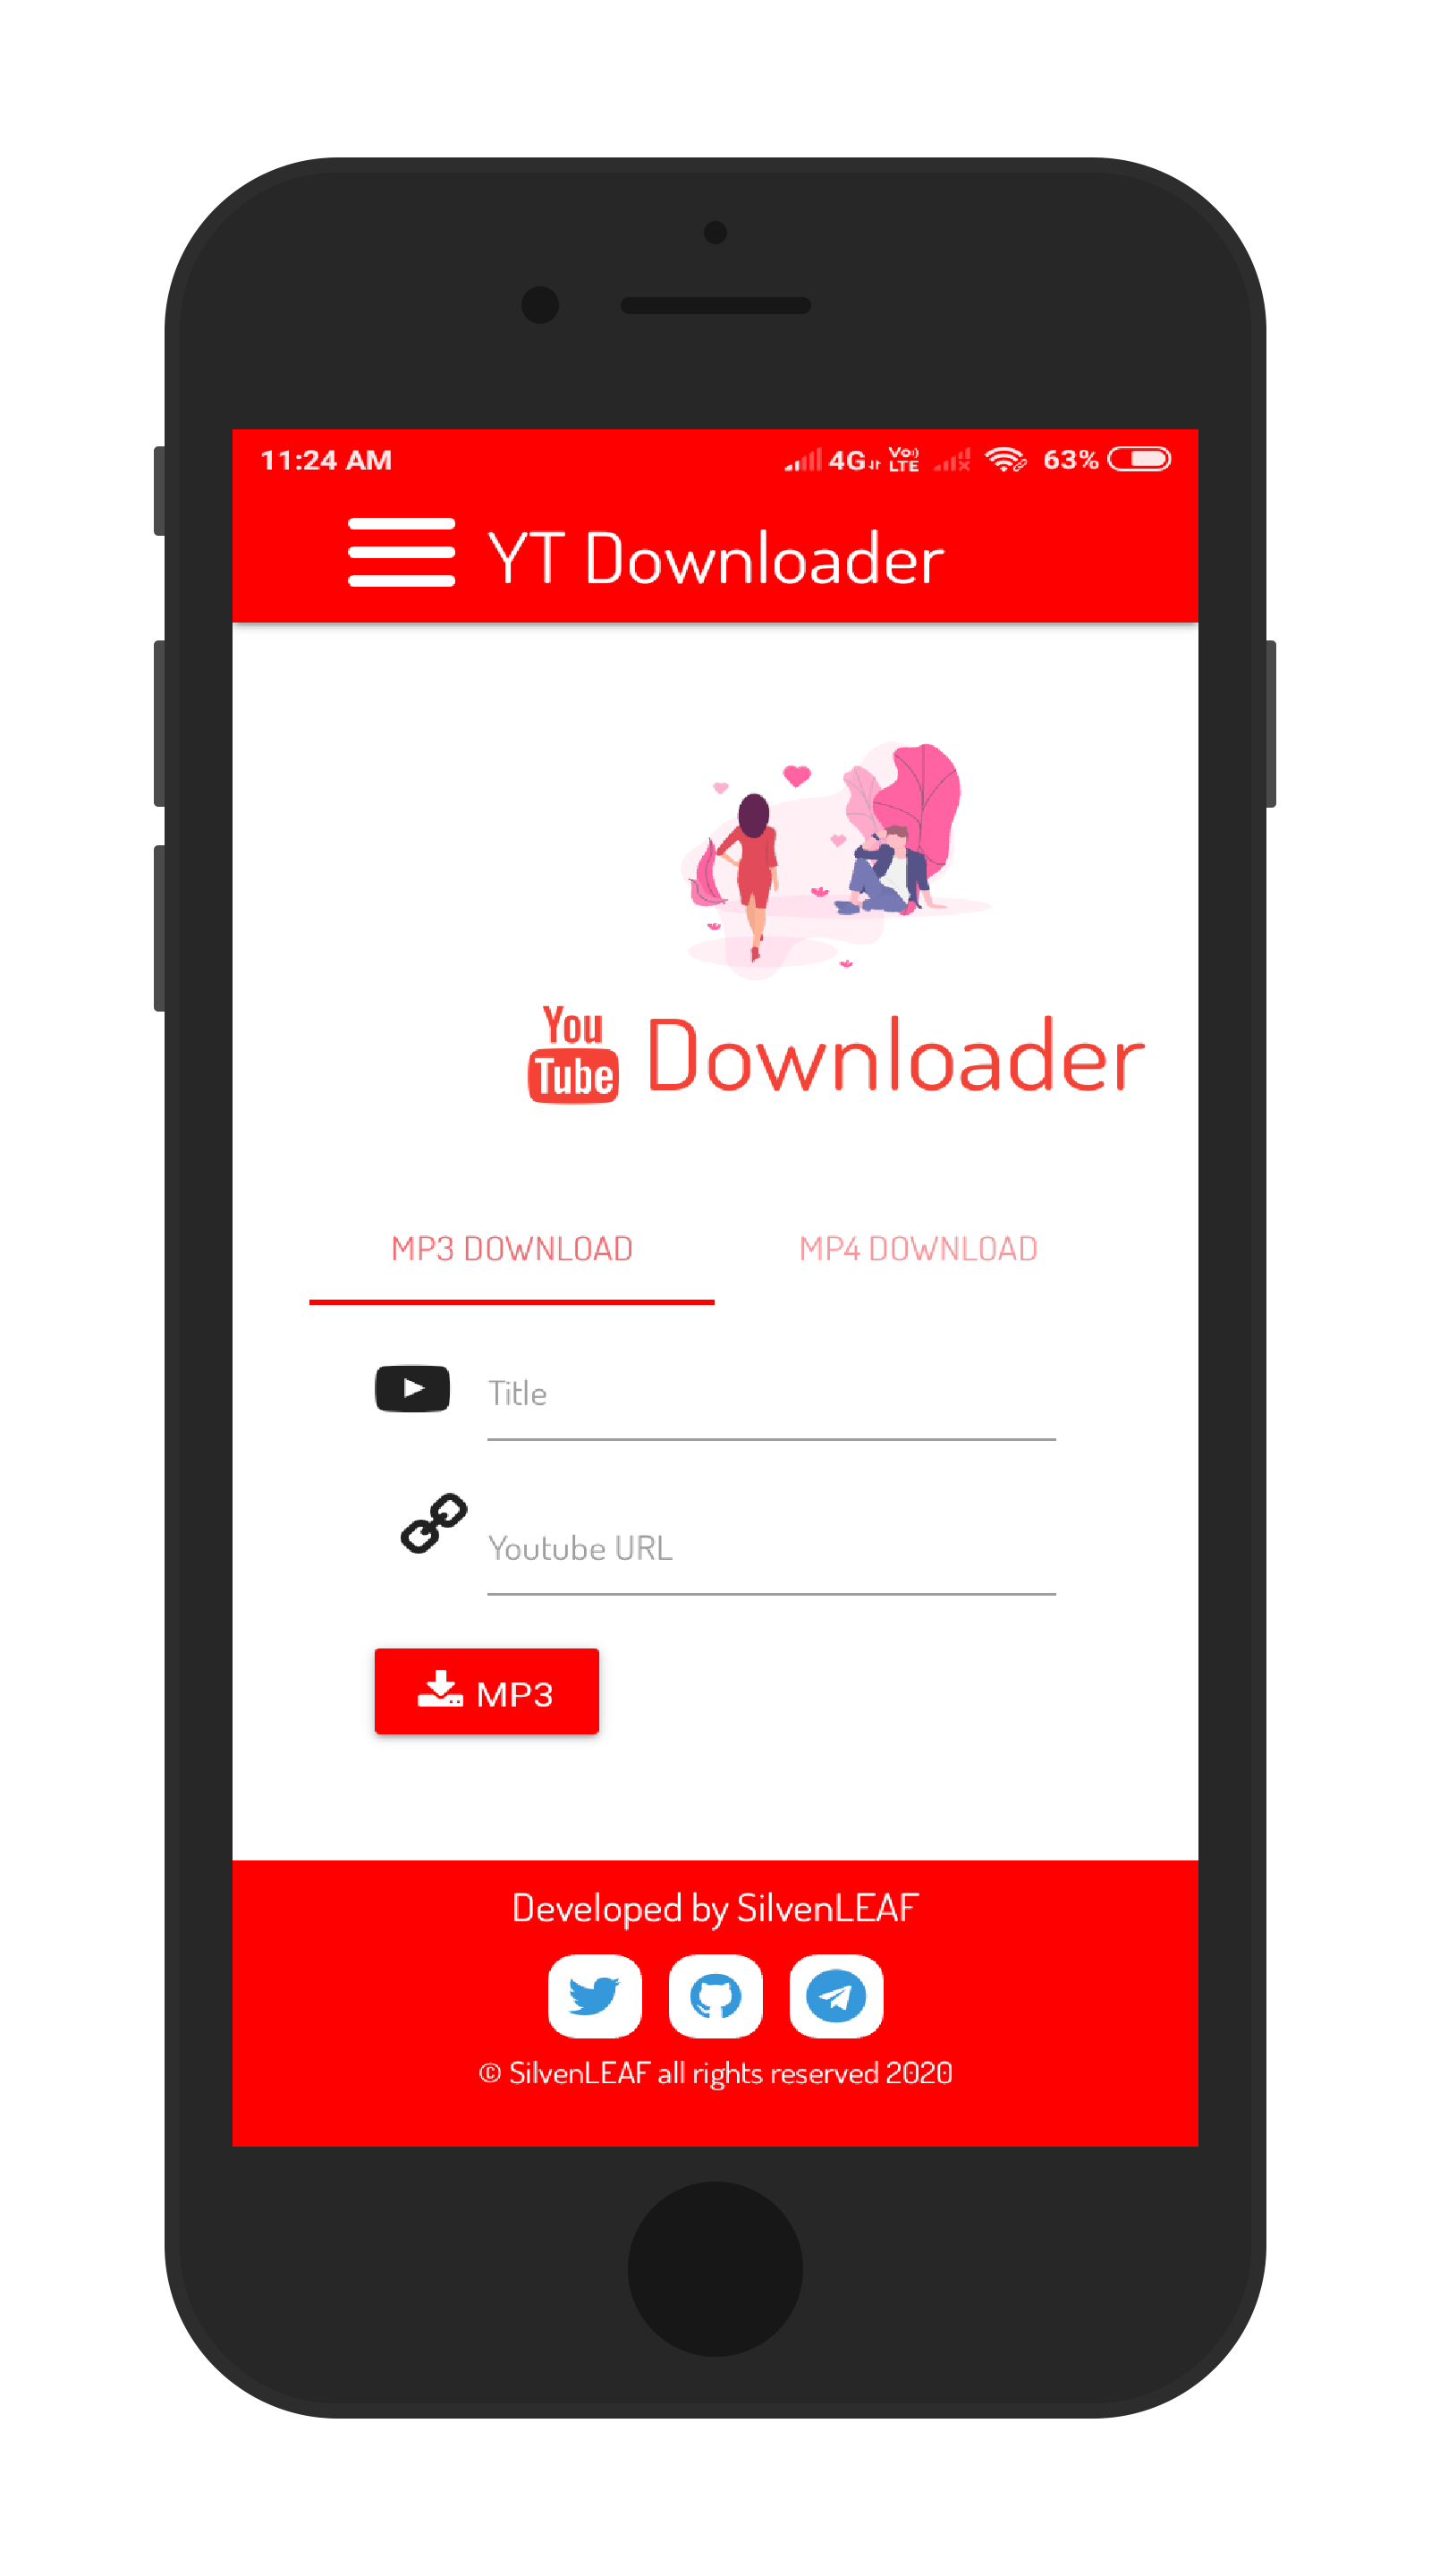 11:24 AM 4G Vo) LTE 63%
YT Downloader
You Tube Downloader
MP3 DOWNLOAD MP4 DOWNLOAD
Title
Youtube URL
MP3
Developed by SilvenLEAF
© SilvenLEAF all rights reserved 2020